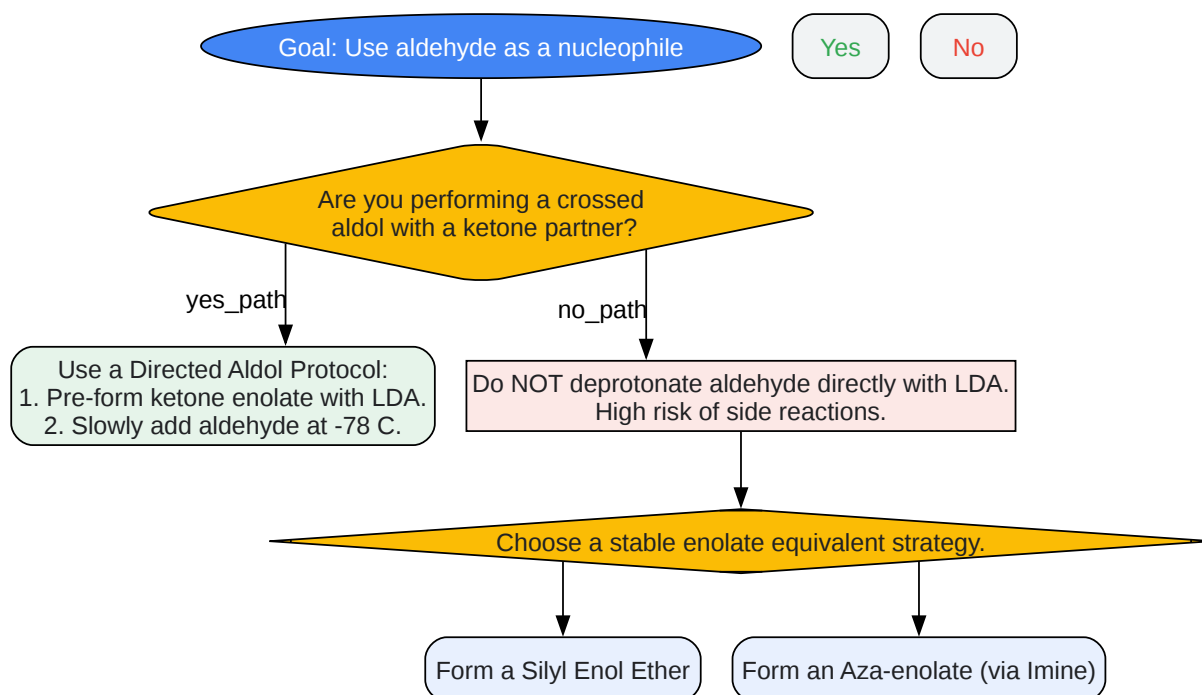 Goal: Use aldehyde as a nucleophile
Yes
No
Are you performing a crossed
aldol with a ketone partner?
yes_path
no_path
Use a Directed Aldol Protocol:
1. Pre-form ketone enolate with LDA.
2. Slowly add aldehyde at -78 C.
Do NOT deprotonate aldehyde directly with LDA.
High risk of side reactions.
Choose a stable enolate equivalent strategy.
Form a Silyl Enol Ether
Form an Aza-enolate (via Imine)